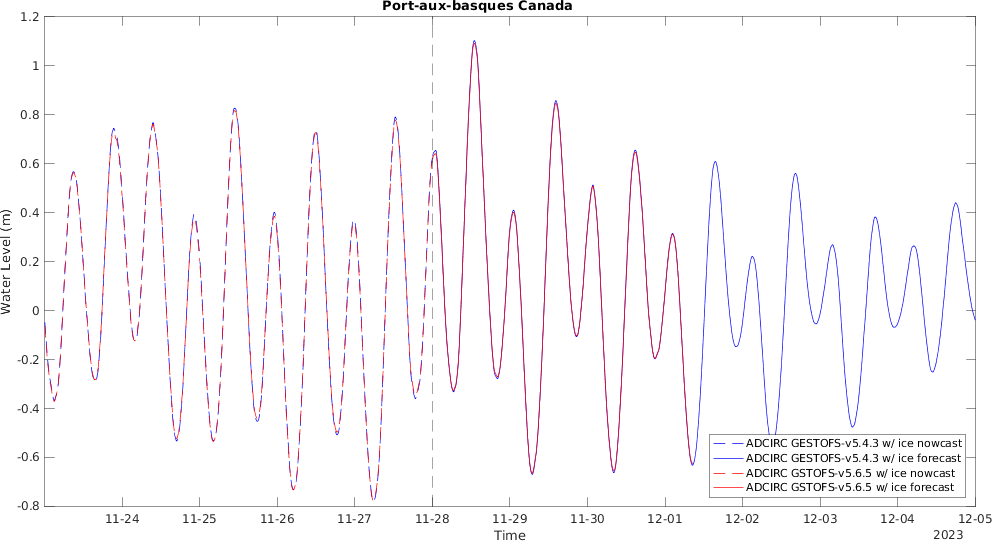 Port-aux-basques Canada
1.2
1
0.8
0.6
0.4
0.2
0
-0.2
-0.4
-0.6
-0.8
Water Level (m)
ADCIRC GESTOFS-v5.4.3 w/ ice nowcast
ADCIRC GESTOFS-v5.4.3 w/ ice forecast
ADCIRC GSTOFS-v5.6.5 w/ ice nowcast
ADCIRC GSTOFS-v5.6.5 w/ ice forecast
11-24 11-25 11-26 11-27 11-28 11-29 11-30 12-01 12-02 12-03 12-04 12-05
Time
2023